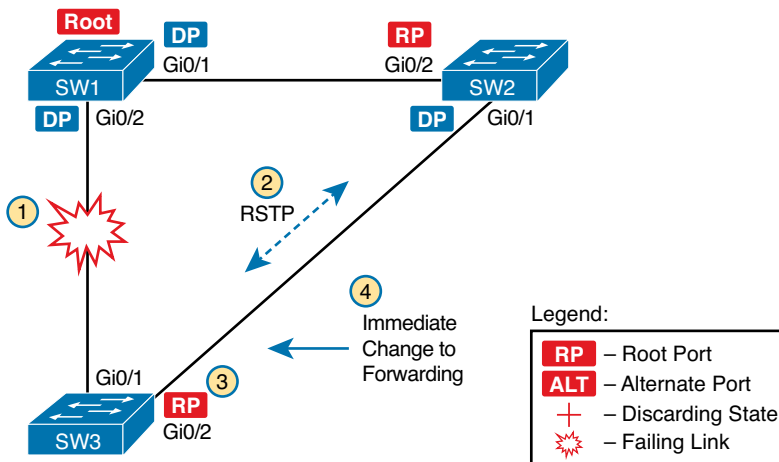 Root
DP
RP
Gi0/1
Gi0/2
SW1
SW2
DP
Gi0/2
DP
Gi0/1
1
2
RSTP
4
Immediate
Change to
Forwarding
Gi0/1
3
RP
SW3
Gi0/2
Legend:
RP – Root Port
ALT – Alternate Port
– Discarding State
– Failing Link